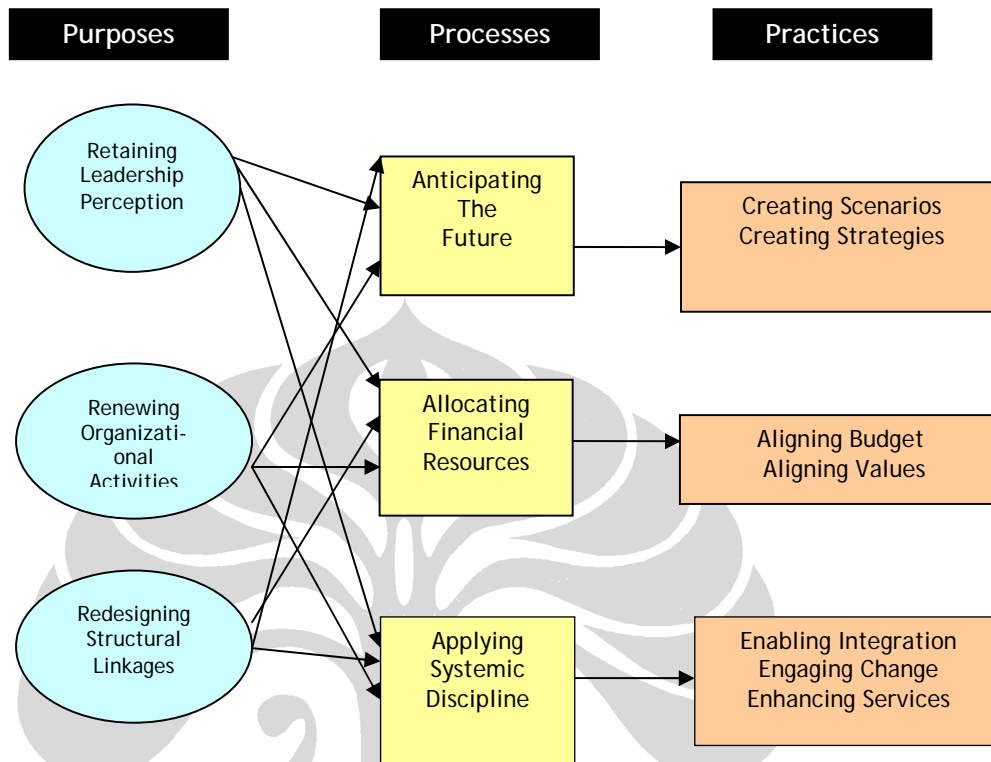 Purposes
Processes
Practices
Retaining
Leadership
Perception
Anticipating
The
Future
Creating Scenarios
Creating Strategies
Renewing
Organizati-
onal
Activities
Allocating
Financial
Resources
Aligning Budget
Aligning Values
Redesigning
Structural
Linkages
Applying
Systemic
Discipline
Enabling Integration
Engaging Change
Enhancing Services